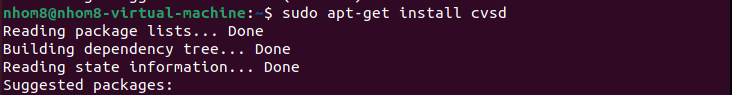 nhom8@nhom8-virtual-machine:~$ sudo apt-get install cvsd
Reading package lists... Done
Building dependency tree... Done
Reading state information... Done
Suggested packages: